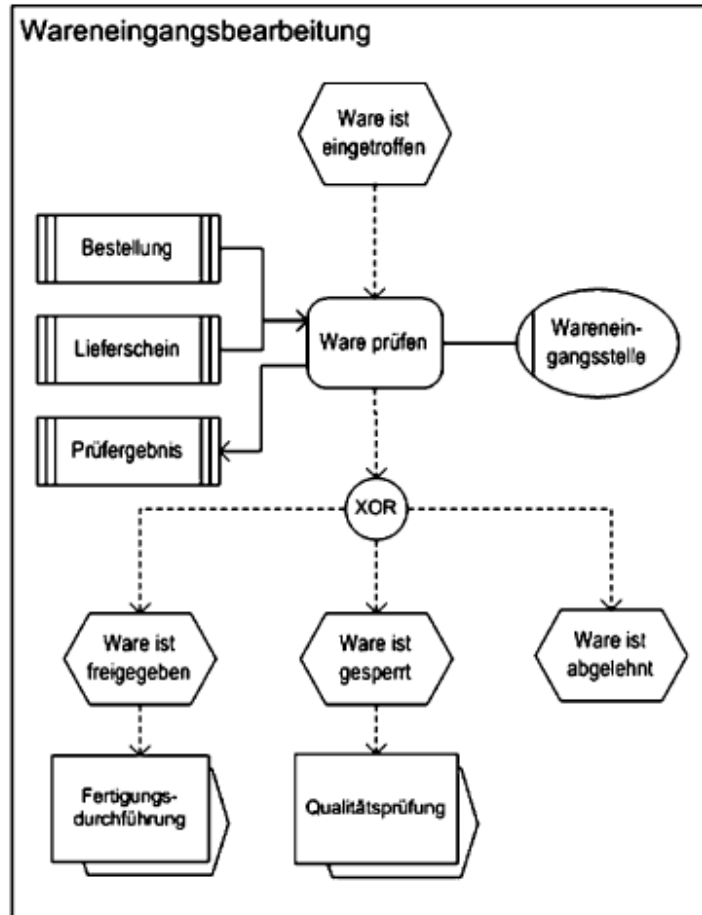 Wareneingangsbearbeitung
Ware ist
eingetroffen
Bestellung
Lieferschein
Prüfergebnis
Ware prüfen
Warenein-
gangsstelle
XOR
Ware ist
freigegeben
Ware ist
gesperrt
Ware ist
abgelehnt
Fertigungs-
durchführung
Qualitätsprüfung